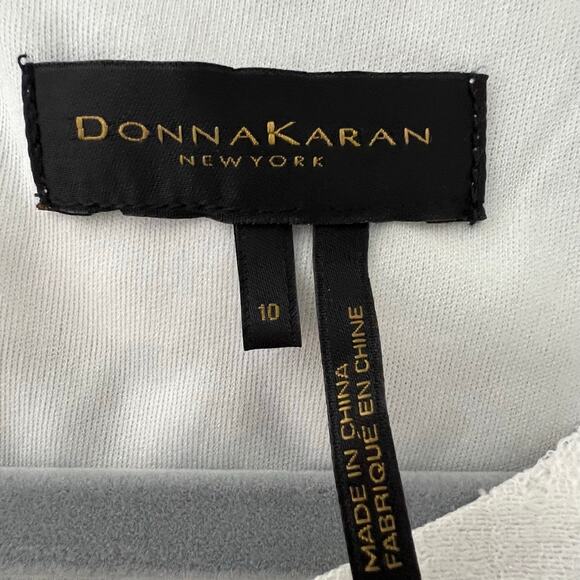 DONNAKARAN
NEWYORK
10
MADE IN CHINA
FABRIQUÉ EN CHINE